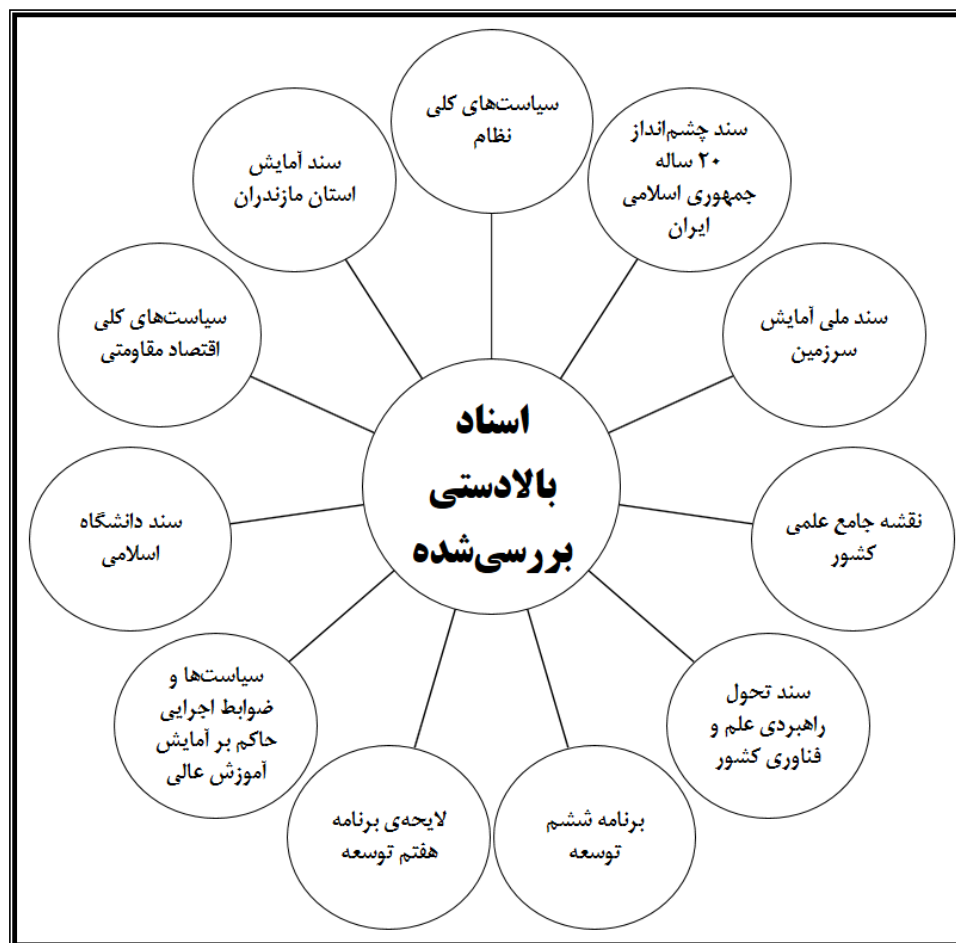 اسناد
بالادستی
بررسی‌شده
سیاست‌های کلی
نظام
سند چشم‌انداز
۲۰ ساله
جمهوری اسلامی
ایران
سند ملی آمایش
سرزمین
نقشه جامع علمی
کشور
سند تحول
راهبردی علم و
فناوری کشور
برنامه ششم
توسعه
لایحه‌ی برنامه
هفتم توسعه
سیاست‌ها و
ضوابط اجرایی
حاکم بر آمایش
آموزش عالی
سند دانشگاه
اسلامی
سیاست‌های کلی
اقتصاد مقاومتی
سند آمایش
استان مازندران